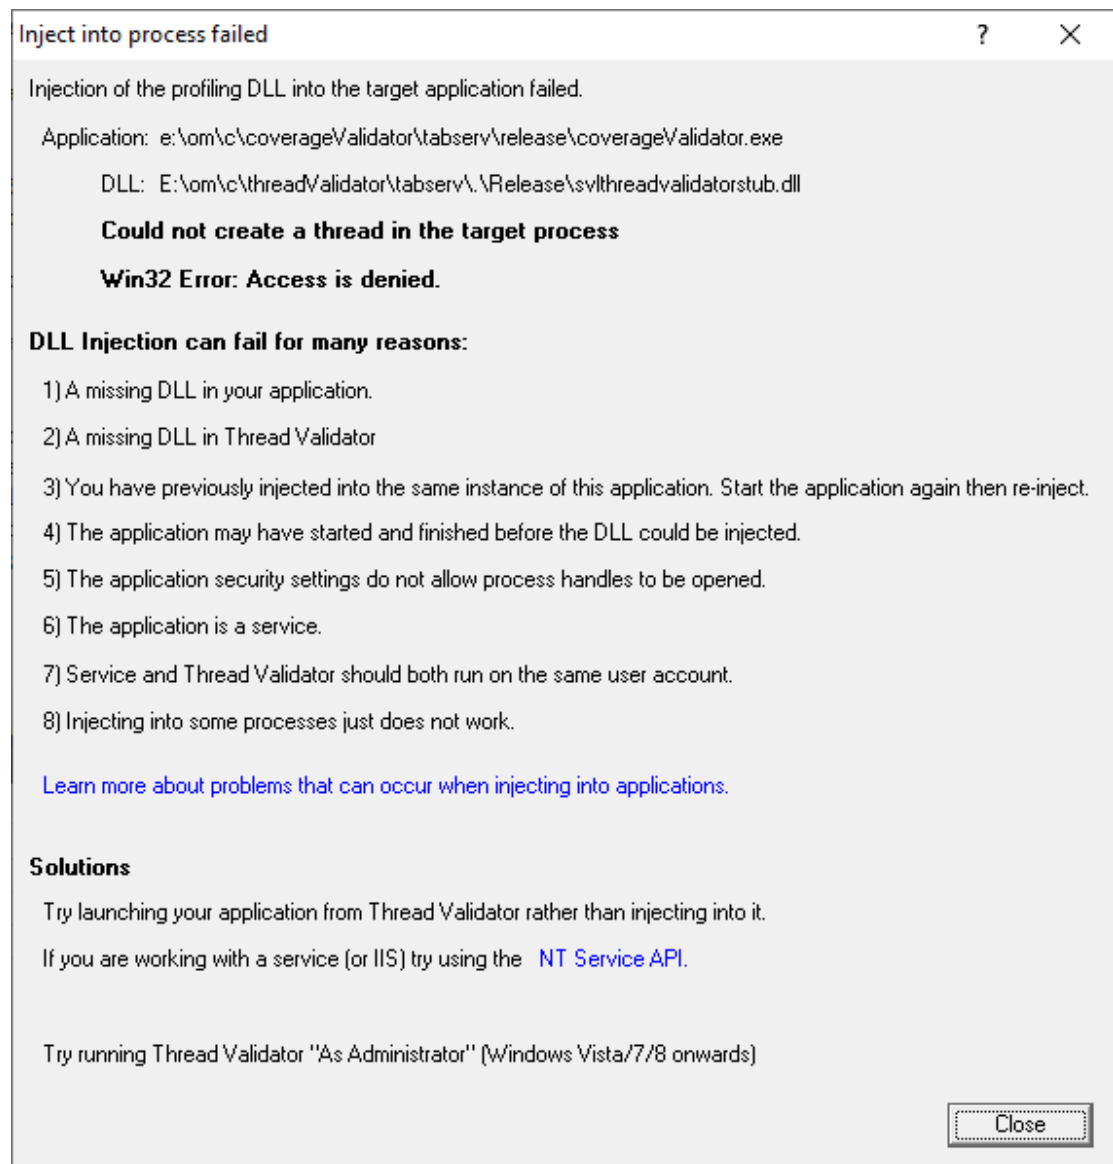 Inject into process failed
?
Injection of the profiling DLL into the target application failed.
Application: e:\om\c\coverageValidator\tabserv\release\coverageValidator.exe
DLL: E:\om\c\threadValidator\tabserv\.\Release\svlthreadvalidatorstub.dll
Could not create a thread in the target process
Win32 Error: Access is denied.
DLL Injection can fail for many reasons:
1) A missing DLL in your application.
2) A missing DLL in Thread Validator
3) You have previously injected into the same instance of this application. Start the application again then re-inject.
4) The application may have started and finished before the DLL could be injected.
5) The application security settings do not allow process handles to be opened.
6) The application is a service.
7) Service and Thread Validator should both run on the same user account.
8) Injecting into some processes just does not work.
Learn more about problems that can occur when injecting into applications.
Solutions
Try launching your application from Thread Validator rather than injecting into it.
If you are working with a service (or IIS) try using the NT Service API.
Try running Thread Validator "As Administrator" (Windows Vista/7/8 onwards)
Close